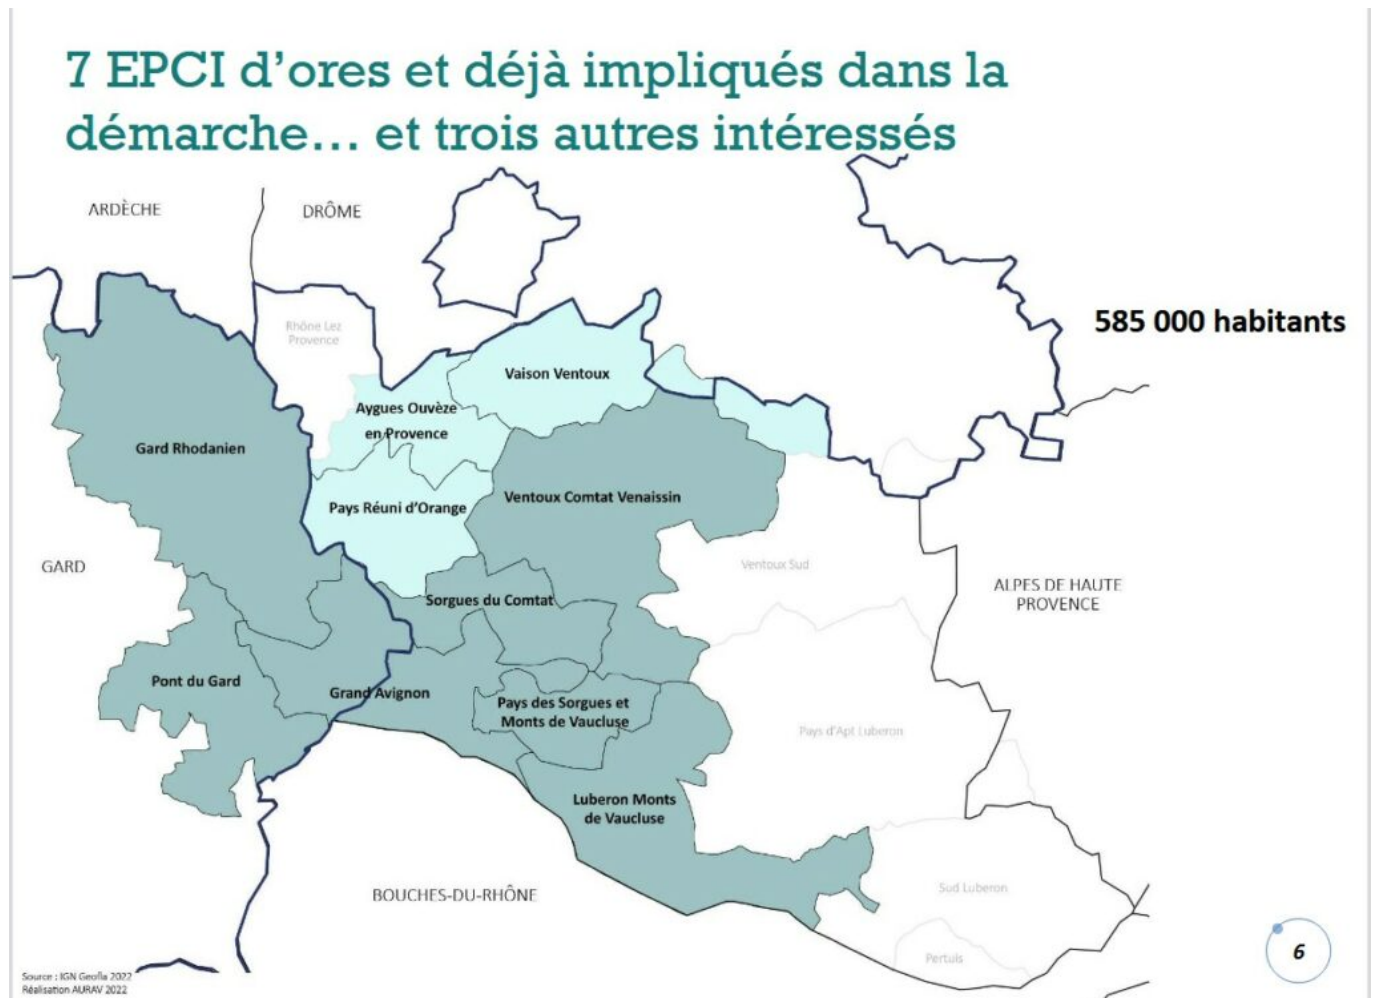 7 EPCI d’ores et déjà impliqués dans la
démarche... et trois autres intéressés
ARDÈCHE
DRÔME
585 000 habitants
Rhône Lez
Provence
Vaison Ventoux
Aygues Ouvèze
en Provence
Gard Rhodanien
Ventoux Comtat Venaissin
Pays Réuni d’Orange
GARD
Ventoux Sud
ALPES DE HAUTE
PROVENCE
Sorgues du Comtat
Pont du Gard
Grand Avignon
Pays des Sorgues et
Monts de Vaucluse
Pays d'Apt Luberon
Luberon Monts
de Vaucluse
BOUCHES-DU-RHÔNE
Sud Luberon
Pertuis
6
Source : IGN Geofla 2022
Réalisation AURAV 2022